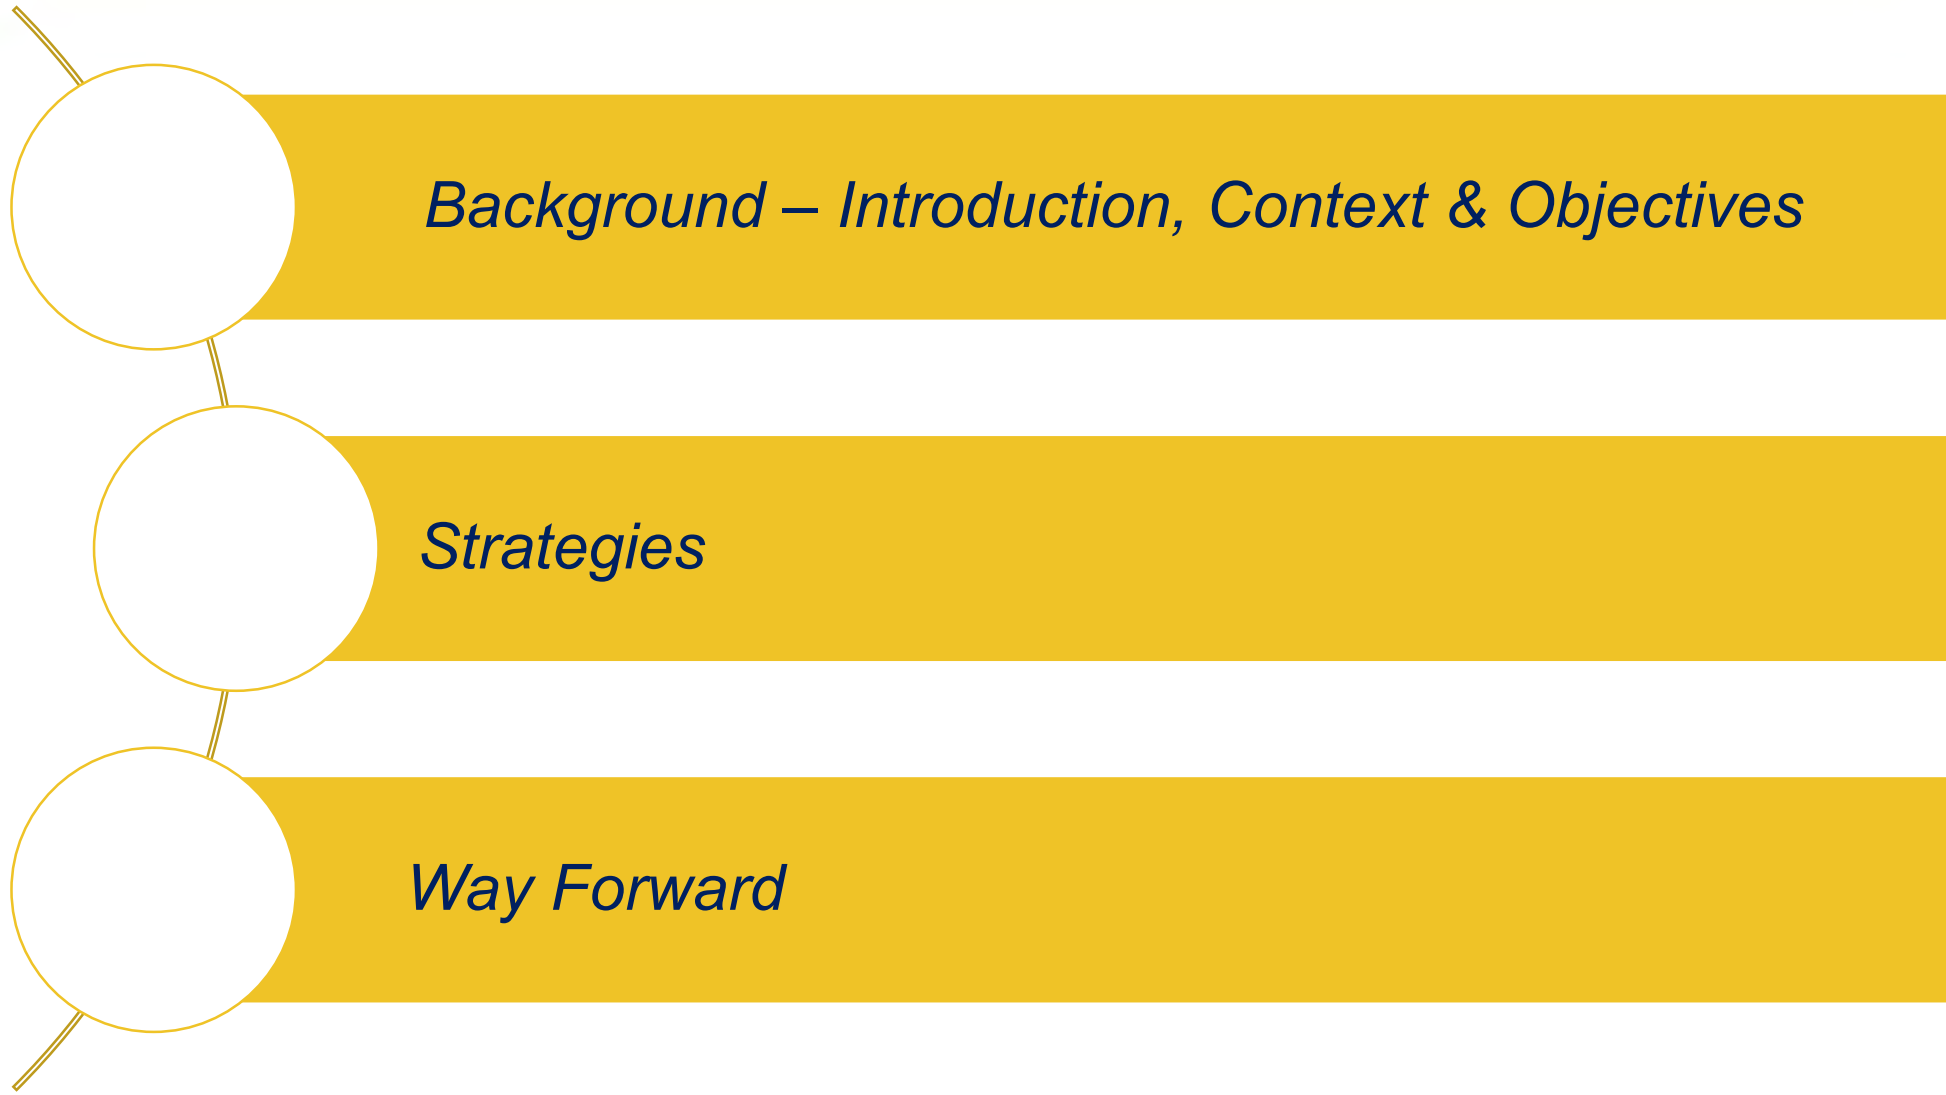 Background – Introduction, Context & Objectives
Strategies
Way Forward